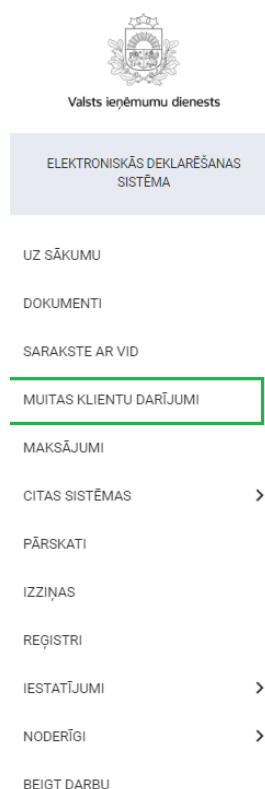 Valsts ieņēmumu dienests
ELEKTRONISKĀS DEKLARĒŠANAS
SISTĒMA
UZ SĀKUMU
DOKUMENTI
SARAKSTE AR VID
MUITAS KLIENTU DARĪJUMI
MAKSĀJUMI
CITAS SISTĒMAS
PĀRSKATI
IZZIŅAS
REĢISTRI
IESTATĪJUMI
NODERĪGI
BEIGT DARBU